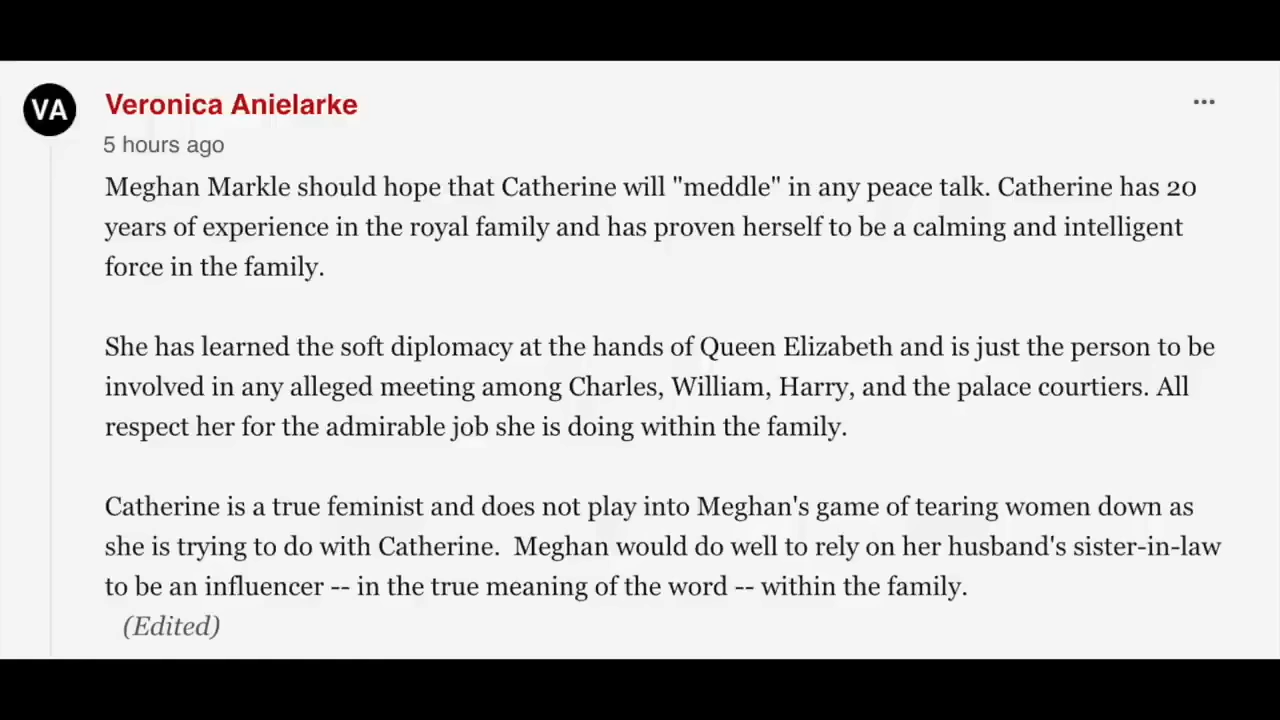 VA
Veronica Anielarke
...
5 hours ago
Meghan Markle should hope that Catherine will "meddle" in any peace talk. Catherine has 20
years of experience in the royal family and has proven herself to be a calming and intelligent
force in the family.
She has learned the soft diplomacy at the hands of Queen Elizabeth and is just the person to be
involved in any alleged meeting among Charles, William, Harry, and the palace courtiers. All
respect her for the admirable job she is doing within the family.
Catherine is a true feminist and does not play into Meghan's game of tearing women down as
she is trying to do with Catherine.  Meghan would do well to rely on her husband's sister-in-law
to be an influencer -- in the true meaning of the word -- within the family.
(Edited)